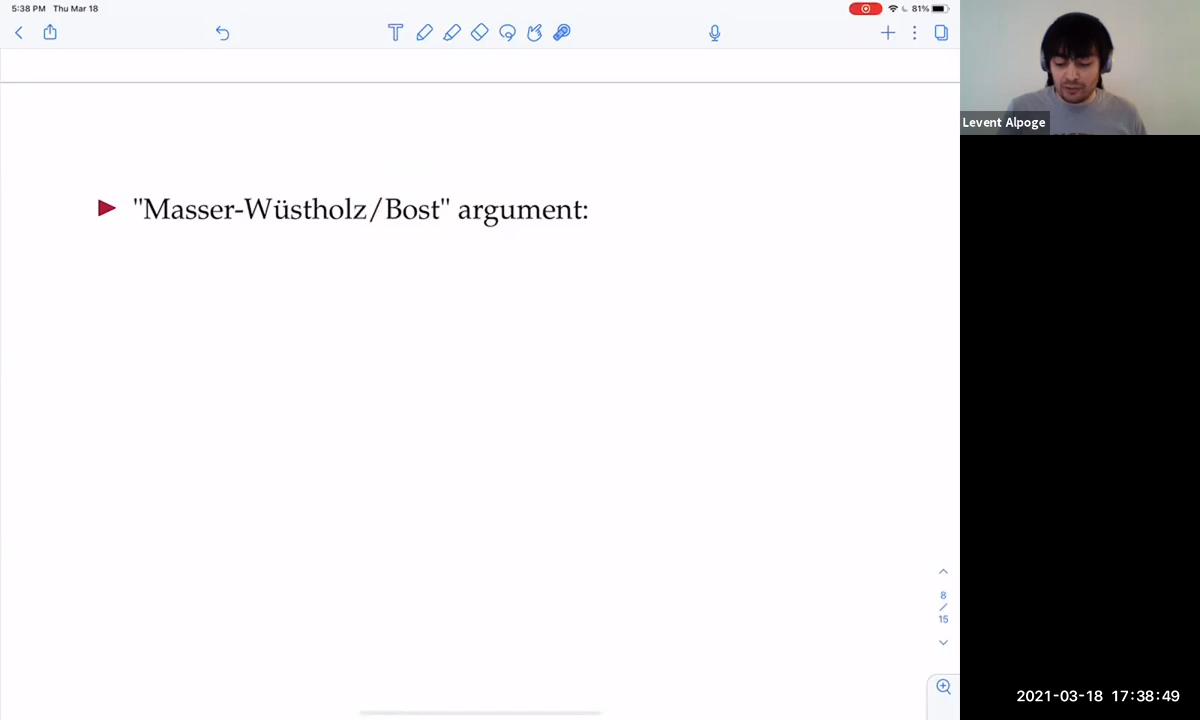 5:38 PM Thu Mar 18
81%
"Masser-Wüstholz/Bost" argument:
Levent Alpoge
8
/
15
2021-03-18 17:38:49